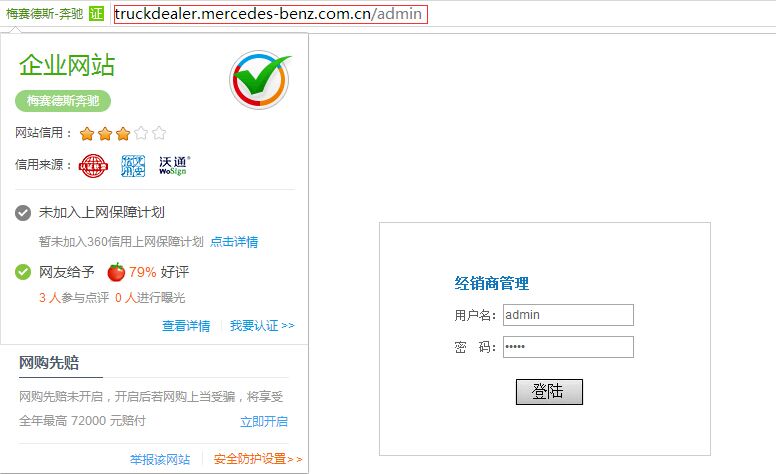 梅赛德斯-奔驰 证 truckdealer.mercedes-benz.com.cn/admin
企业网站
梅赛德斯奔驰
网站信用：
信用来源： 沃通 WoSign
未加入上网保障计划
暂未加入360信用上网保障计划 点击详情
网友给予 79% 好评
3 人参与点评 0 人进行曝光
查看详情 我要认证 >>
网购先赔
网购先赔未开启，开启后若网购上当受骗，将享受
全年最高 72000 元赔付 立即开启
举报该网站 安全防护设置>>
经销商管理
用户名: admin
密 码: •••••
登陆